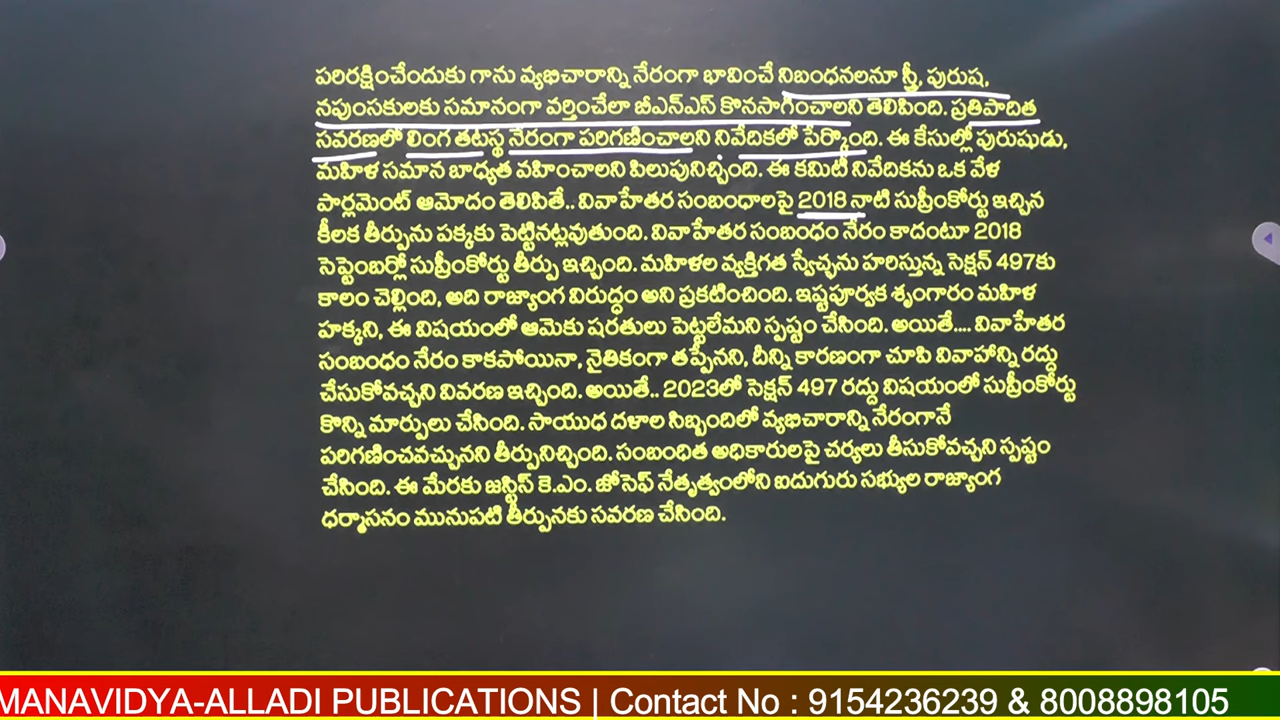 పరిరక్షించేందుకు గాను వ్యభిచారాన్ని నేరంగా భావించే నిబంధనలనూ స్త్రీ, పురుష,
నపుంసకులకు సమానంగా వర్తించేలా బీఎన్ఎస్ కొనసాగించాలని తెలిపింది. ప్రతిపాదిత
సవరణలో లింగ తటస్థ నేరంగా పరిగణించాలని నివేదికలో పేర్కొంది. ఈ కేసుల్లో పురుషుడు,
మహిళ సమాన బాధ్యత వహించాలని పిలుపునిచ్చింది. ఈ కమిటీ నివేదికను ఒక వేళ
పార్లమెంట్ ఆమోదం తెలిపితే.. వివాహేతర సంబంధాలపై 2018 నాటి సుప్రీంకోర్టు ఇచ్చిన
కీలక తీర్పును పక్కకు పెట్టినట్లవుతుంది. వివాహేతర సంబంధం నేరం కాదంటూ 2018
సెప్టెంబర్లో సుప్రీంకోర్టు తీర్పు ఇచ్చింది. మహిళల వ్యక్తిగత స్వేచ్ఛను హరిస్తున్న సెక్షన్ 497కు
కాలం చెల్లింది, అది రాజ్యాంగ విరుద్ధం అని ప్రకటించింది. ఇష్టపూర్వక శృంగారం మహిళ
హక్కని, ఈ విషయంలో ఆమెకు షరతులు పెట్టలేమని స్పష్టం చేసింది. అయితే.... వివాహేతర
సంబంధం నేరం కాకపోయినా, నైతికంగా తప్పేనని, దీన్ని కారణంగా చూపి వివాహాన్ని రద్దు
చేసుకోవచ్చని వివరణ ఇచ్చింది. అయితే.. 2023లో సెక్షన్ 497 రద్దు విషయంలో సుప్రీంకోర్టు
కొన్ని మార్పులు చేసింది. సాయుధ దళాల సిబ్బందిలో వ్యభిచారాన్ని నేరంగానే
పరిగణించవచ్చునని తీర్పునిచ్చింది. సంబంధిత అధికారులపై చర్యలు తీసుకోవచ్చని స్పష్టం
చేసింది. ఈ మేరకు జస్టిస్ కె.ఎం. జోసెఫ్ నేతృత్వంలోని ఐదుగురు సభ్యుల రాజ్యాంగ
ధర్మాసనం మునుపటి తీర్పునకు సవరణ చేసింది.
MANAVIDYA-ALLADI PUBLICATIONS | Contact No : 9154236239 & 8008898105